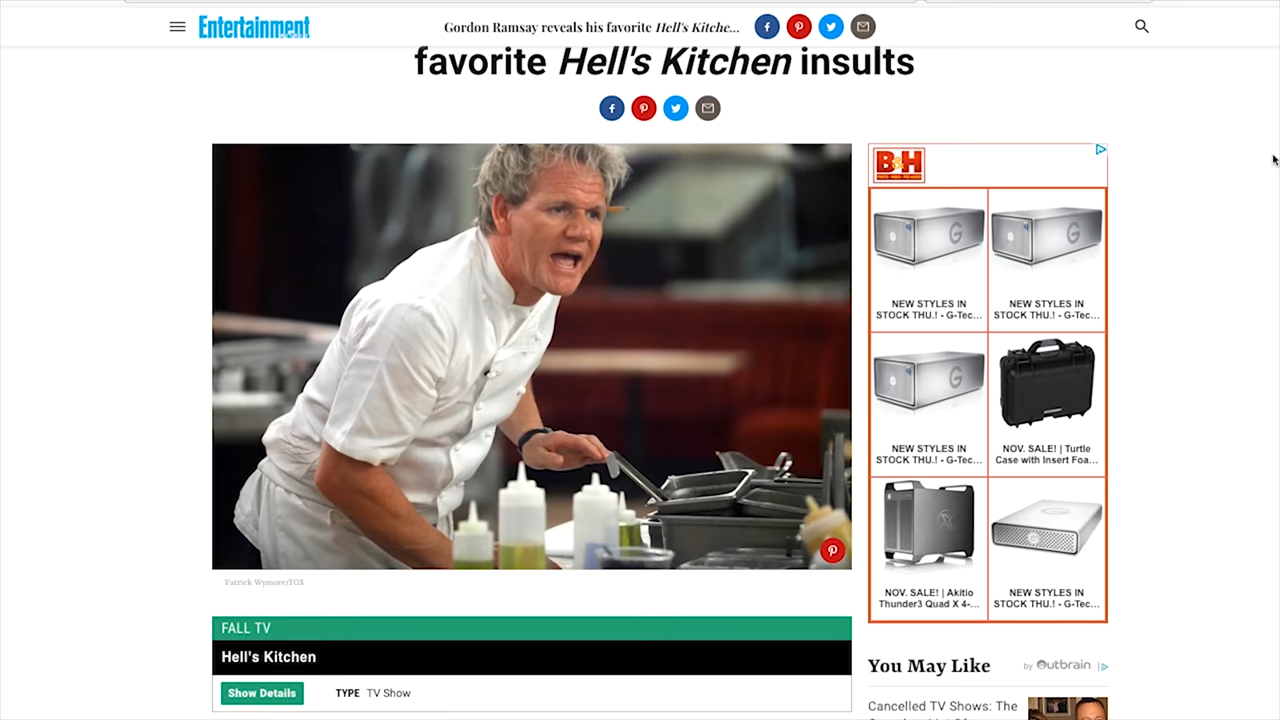 Entertainment
Gordon Ramsay reveals his favorite Hell's Kitche...
favorite Hell's Kitchen insults
B&H
NEW STYLES IN
STOCK THU.! - G-Tec...
NEW STYLES IN
STOCK THU.! - G-Tec...
NEW STYLES IN
STOCK THU.! - G-Tec...
NOV. SALE! | Turtle
Case with Insert Foa...
NOV. SALE! | Akitio
Thunder3 Quad X 4-...
NEW STYLES IN
STOCK THU.! - G-Tec...
Patrick Wymore/FOX
FALL TV
Hell's Kitchen
Show Details
TYPE TV Show
You May Like
by Outbrain
Cancelled TV Shows: The